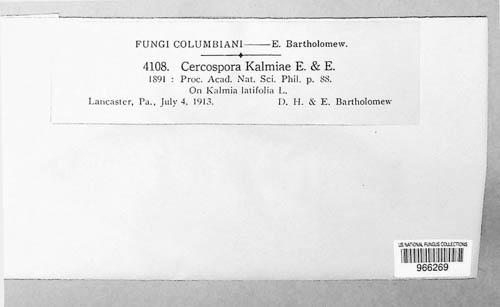 FUNGI COLUMBIANI—E. Bartholomew.
4108. Cercospora Kalmiae E. & E.
1891 : Proc. Acad. Nat. Sci. Phil. p. 88.
On Kalmia latifolia L.
Lancaster, Pa., July 4, 1913. D. H. & E. Bartholomew
US NATIONAL FUNGUS COLLECTIONS
966269